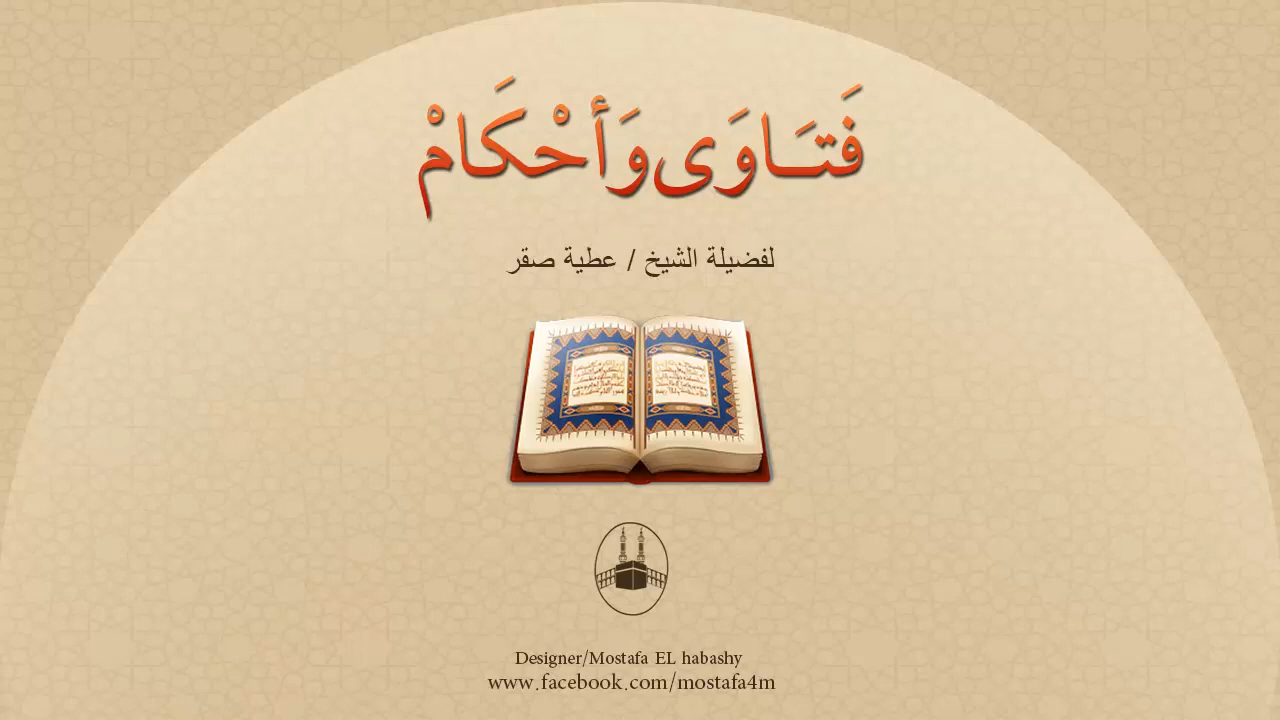 فَتَاوَى وَأَحْكَامْ
لفضيلة الشيخ / عطية صقر
Designer/Mostafa EL habashy
www.facebook.com/mostafa4m